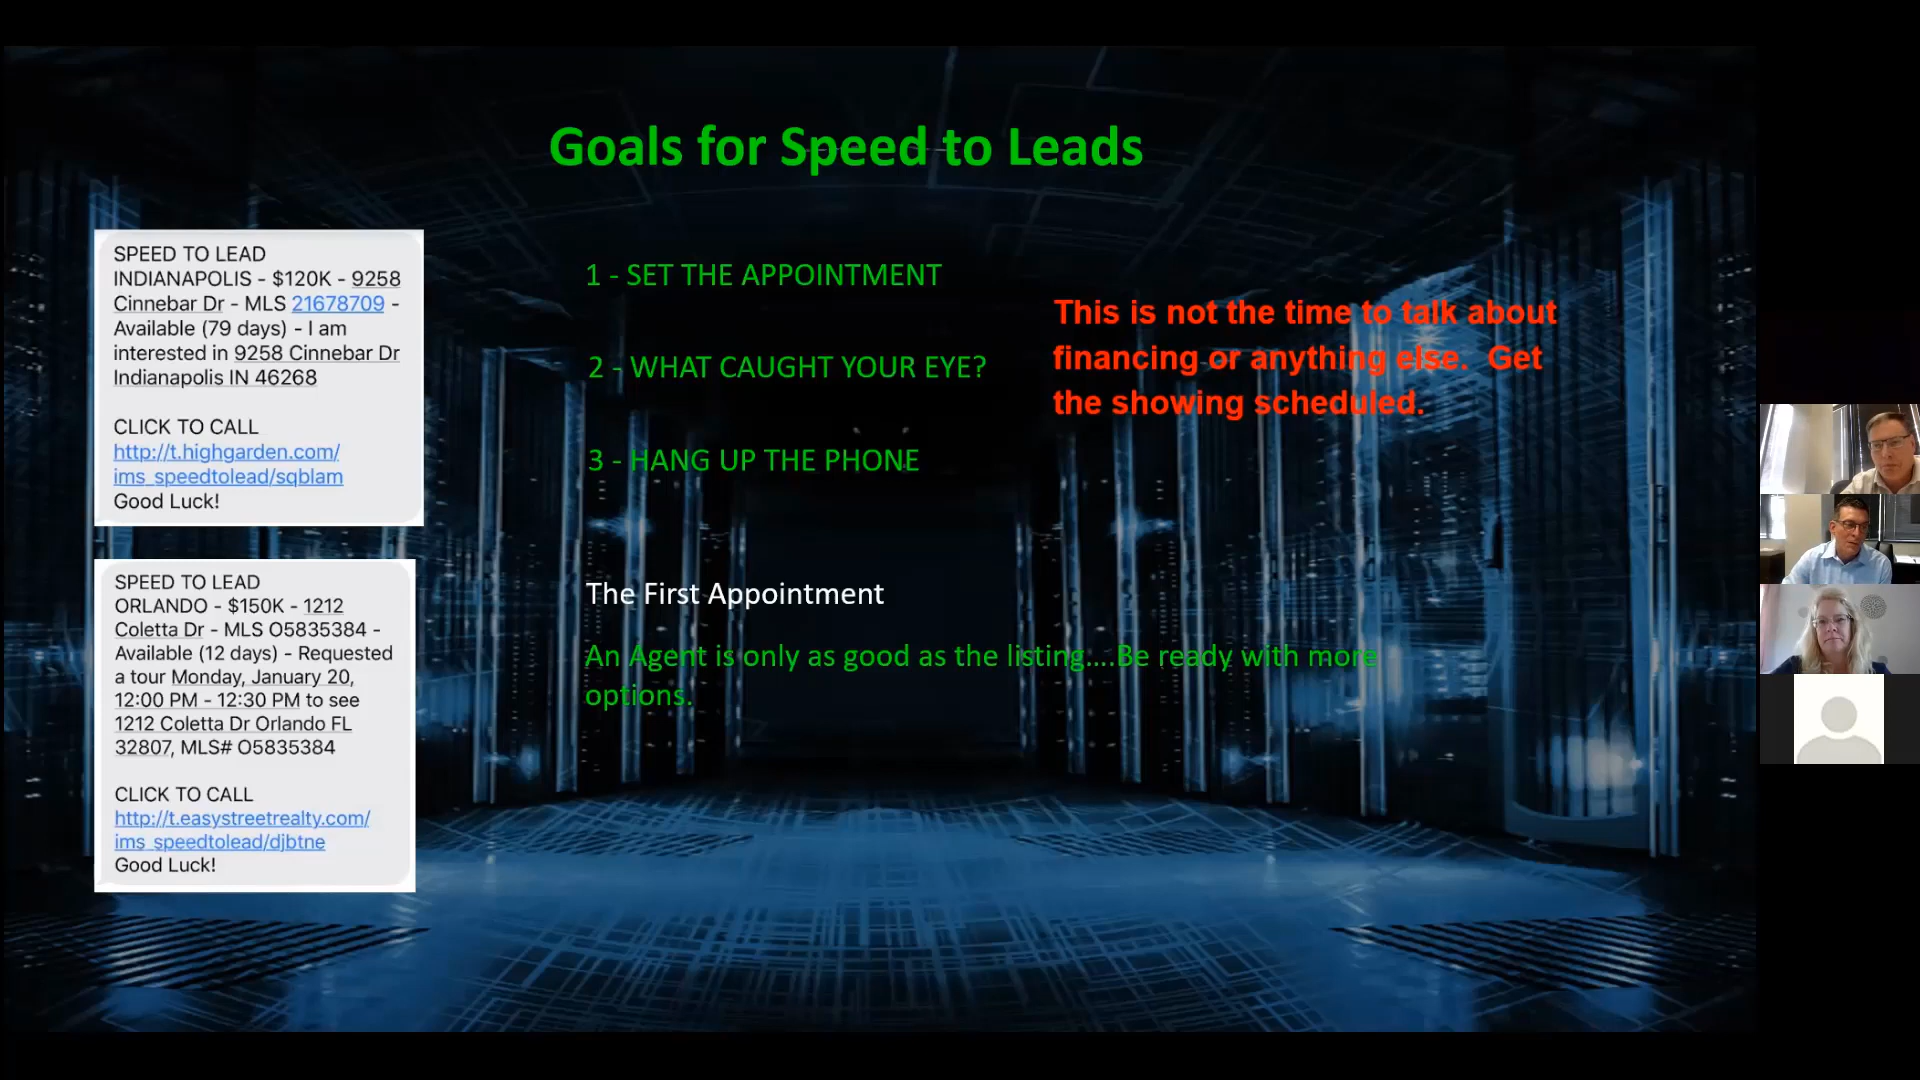 Goals for Speed to Leads
SPEED TO LEAD
INDIANAPOLIS - $120K - 9258
Cinnebar Dr - MLS 21678709 -
Available (79 days) - I am
interested in 9258 Cinnebar Dr
Indianapolis IN 46268
CLICK TO CALL
http://t.highgarden.com/
ims_speedtolead/sqblam
Good Luck!
SPEED TO LEAD
ORLANDO - $150K - 1212
Coletta Dr - MLS O5835384 -
Available (12 days) - Requested
a tour Monday, January 20,
12:00 PM - 12:30 PM to see
1212 Coletta Dr Orlando FL
32807, MLS# O5835384
CLICK TO CALL
http://t.easystreetrealty.com/
ims_speedtolead/djbtne
Good Luck!
1 - SET THE APPOINTMENT
2 - WHAT CAUGHT YOUR EYE?
3 - HANG UP THE PHONE
This is not the time to talk about
financing or anything else.  Get
the showing scheduled.
The First Appointment
An Agent is only as good as the listing....Be ready with more
options.